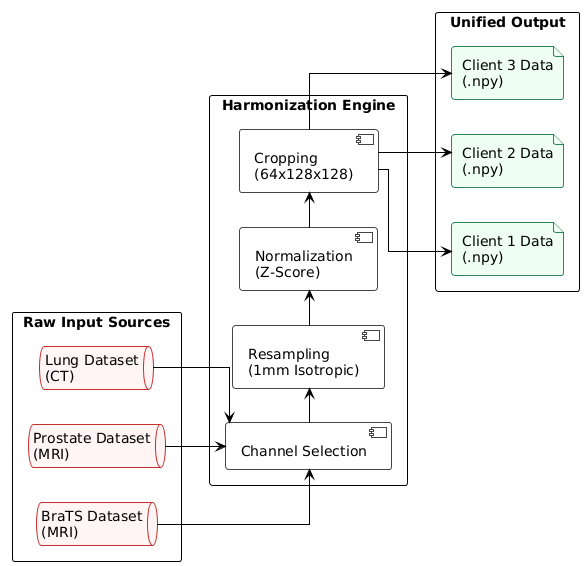 Unified Output
Client 3 Data
(.npy)
Client 2 Data
(.npy)
Client 1 Data
(.npy)
Harmonization Engine
Cropping
(64x128x128)
Normalization
(Z-Score)
Resampling
(1mm Isotropic)
Channel Selection
Raw Input Sources
Lung Dataset
(CT)
Prostate Dataset
(MRI)
BraTS Dataset
(MRI)